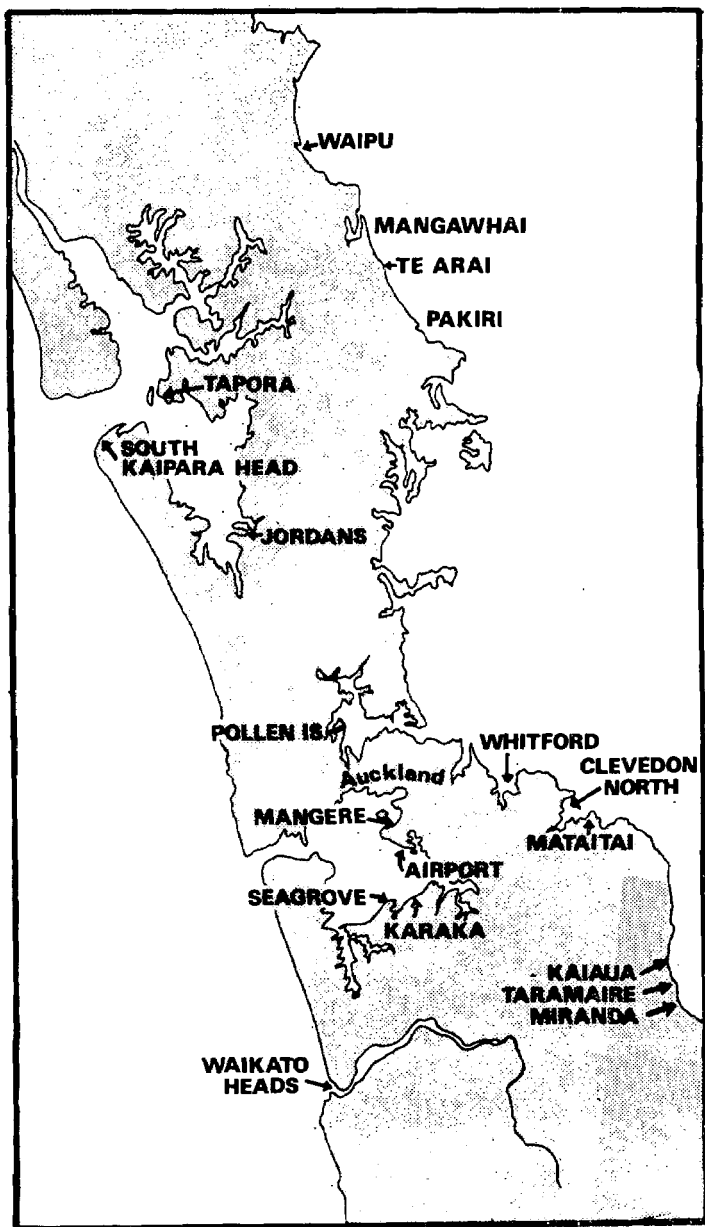 WAIPU
MANGAWHAI
TE ARAI
PAKIRI
TAPORA
SOUTH
KAIPARA HEAD
JORDANS
POLLEN IS.
WHITFORD
Auckland
CLEVEDON
NORTH
MANGERE
MATAITAI
AIRPORT
SEAGROVE
KARAKA
KAIAUA
TARAMAIRE
MIRANDA
WAIKATO
HEADS